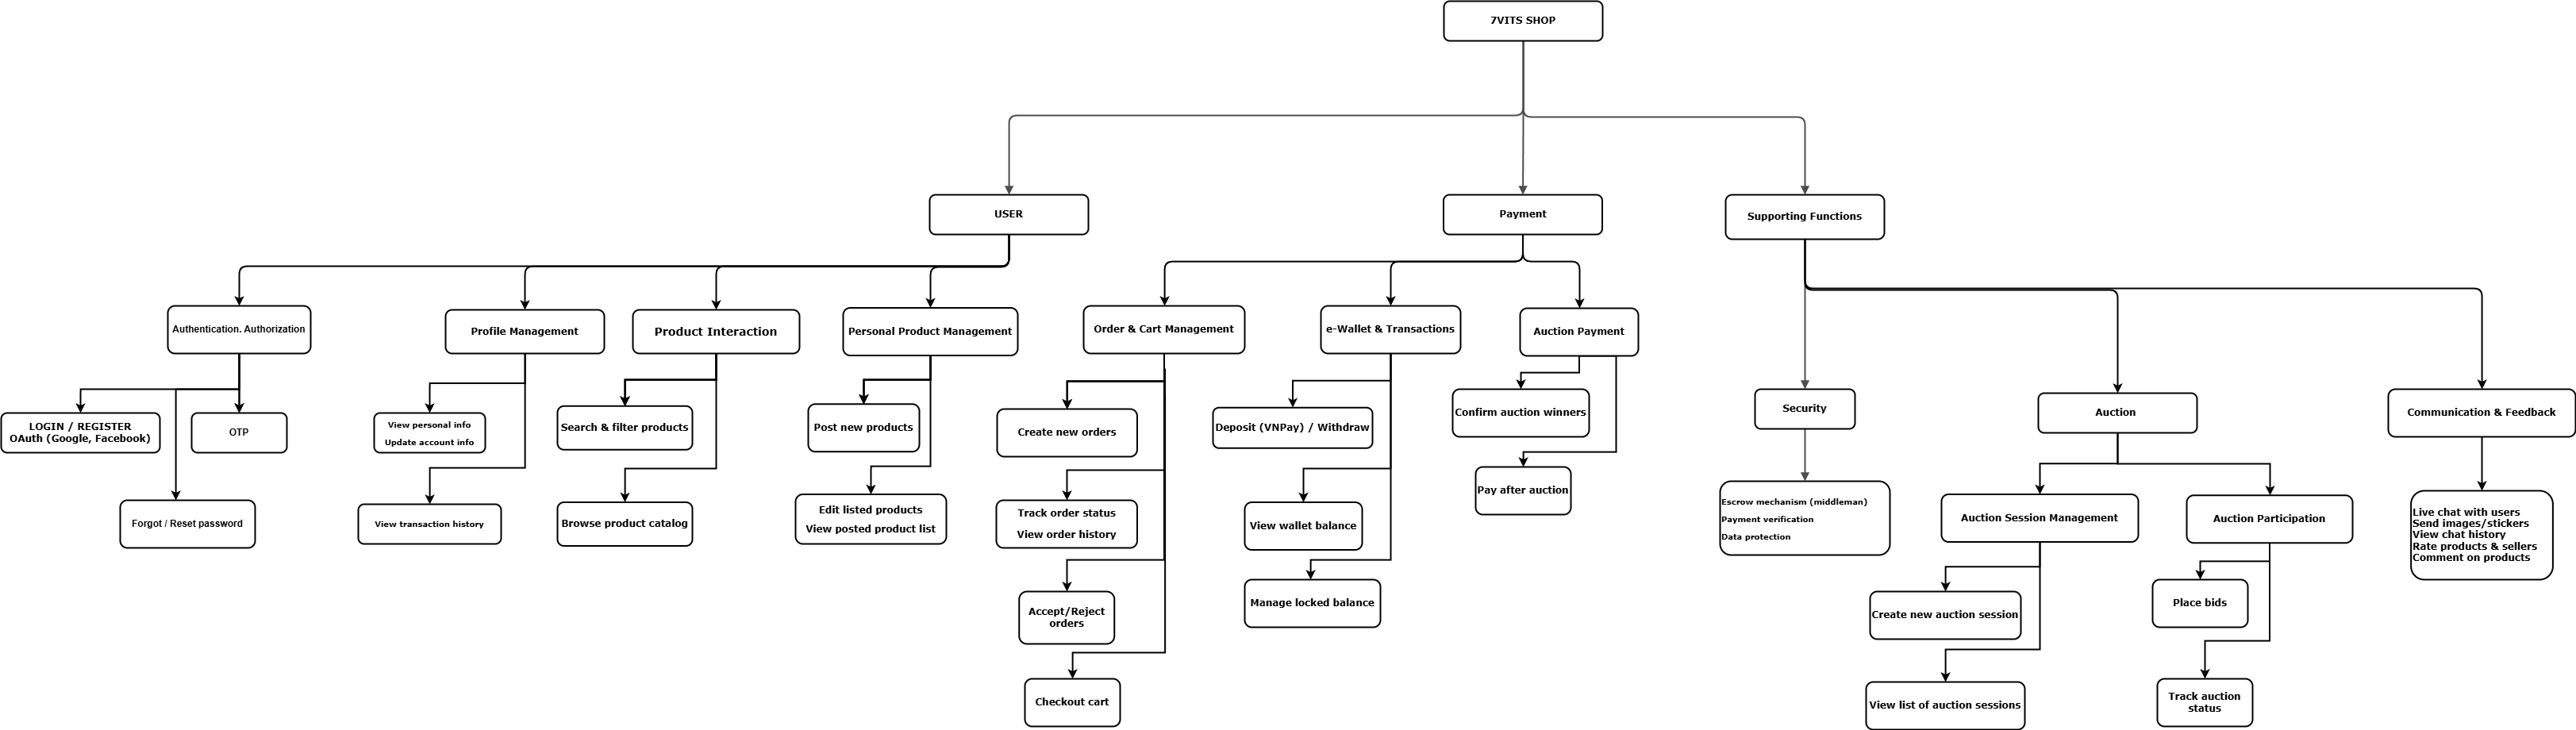 7VITS SHOP
USER
Payment
Supporting Functions
Authentication. Authorization
Profile Management
Product Interaction
Personal Product Management
Order & Cart Management
e-Wallet & Transactions
Auction Payment
Security
Auction
Communication & Feedback
LOGIN / REGISTER
OAuth (Google, Facebook)
OTP
Forgot / Reset password
View personal info
Update account info
View transaction history
Search & filter products
Browse product catalog
Post new products
Edit listed products
View posted product list
Create new orders
Track order status
View order history
Accept/Reject
orders
Checkout cart
Deposit (VNPay) / Withdraw
View wallet balance
Manage locked balance
Confirm auction winners
Pay after auction
Escrow mechanism (middleman)
Payment verification
Data protection
Auction Session Management
Auction Participation
Create new auction session
View list of auction sessions
Place bids
Track auction
status
Live chat with users
Send images/stickers
View chat history
Rate products & sellers
Comment on products